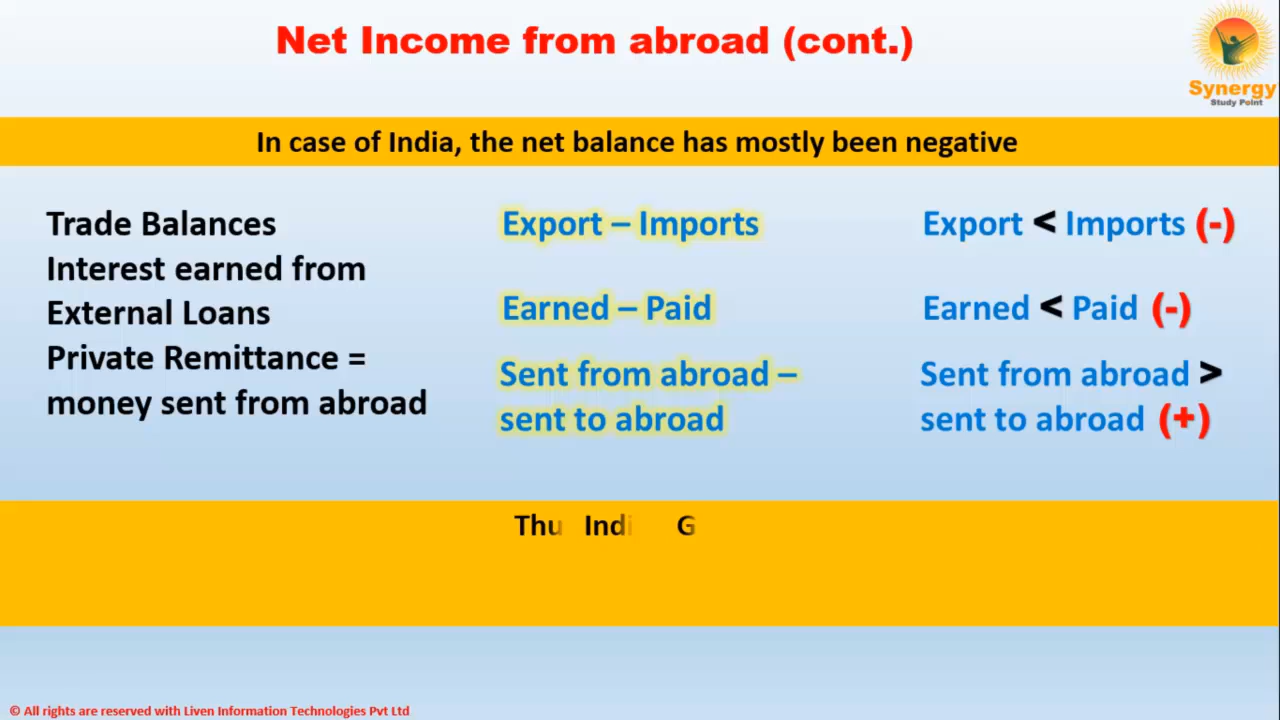 Net Income from abroad (cont.)
Synergy
Study Point
In case of India, the net balance has mostly been negative
Trade Balances
Export – Imports
Export < Imports (-)
Interest earned from
External Loans
Earned – Paid
Earned < Paid (-)
Private Remittance =
money sent from abroad
Sent from abroad –
sent to abroad
Sent from abroad >
sent to abroad (+)
© All rights are reserved with Liven Information Technologies Pvt Ltd